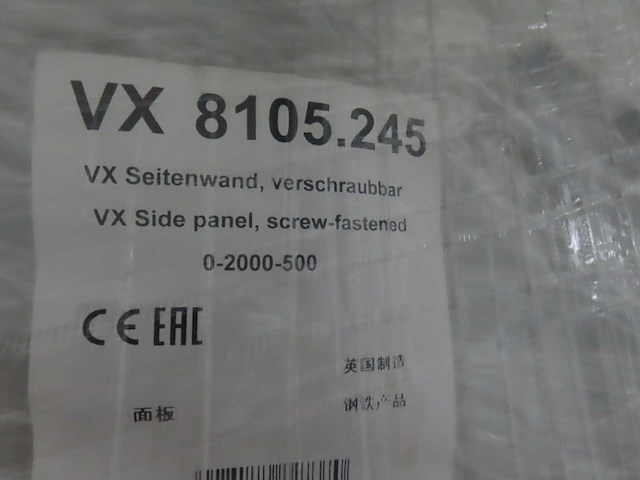 VX 8105.245
VX Seitenwand, verschraubbar
VX Side panel, screw-fastened
0-2000-500
CE EAC
英国制造
面板
钢铁产品